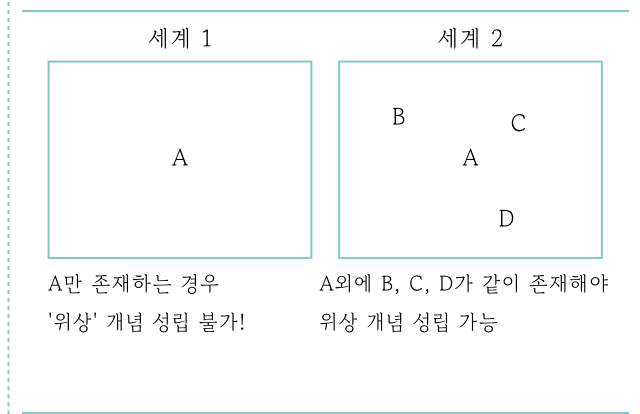 세계 1
세계 2
A
B
C
A
D
A만 존재하는 경우
'위상' 개념 성립 불가!
A외에 B, C, D가 같이 존재해야
위상 개념 성립 가능